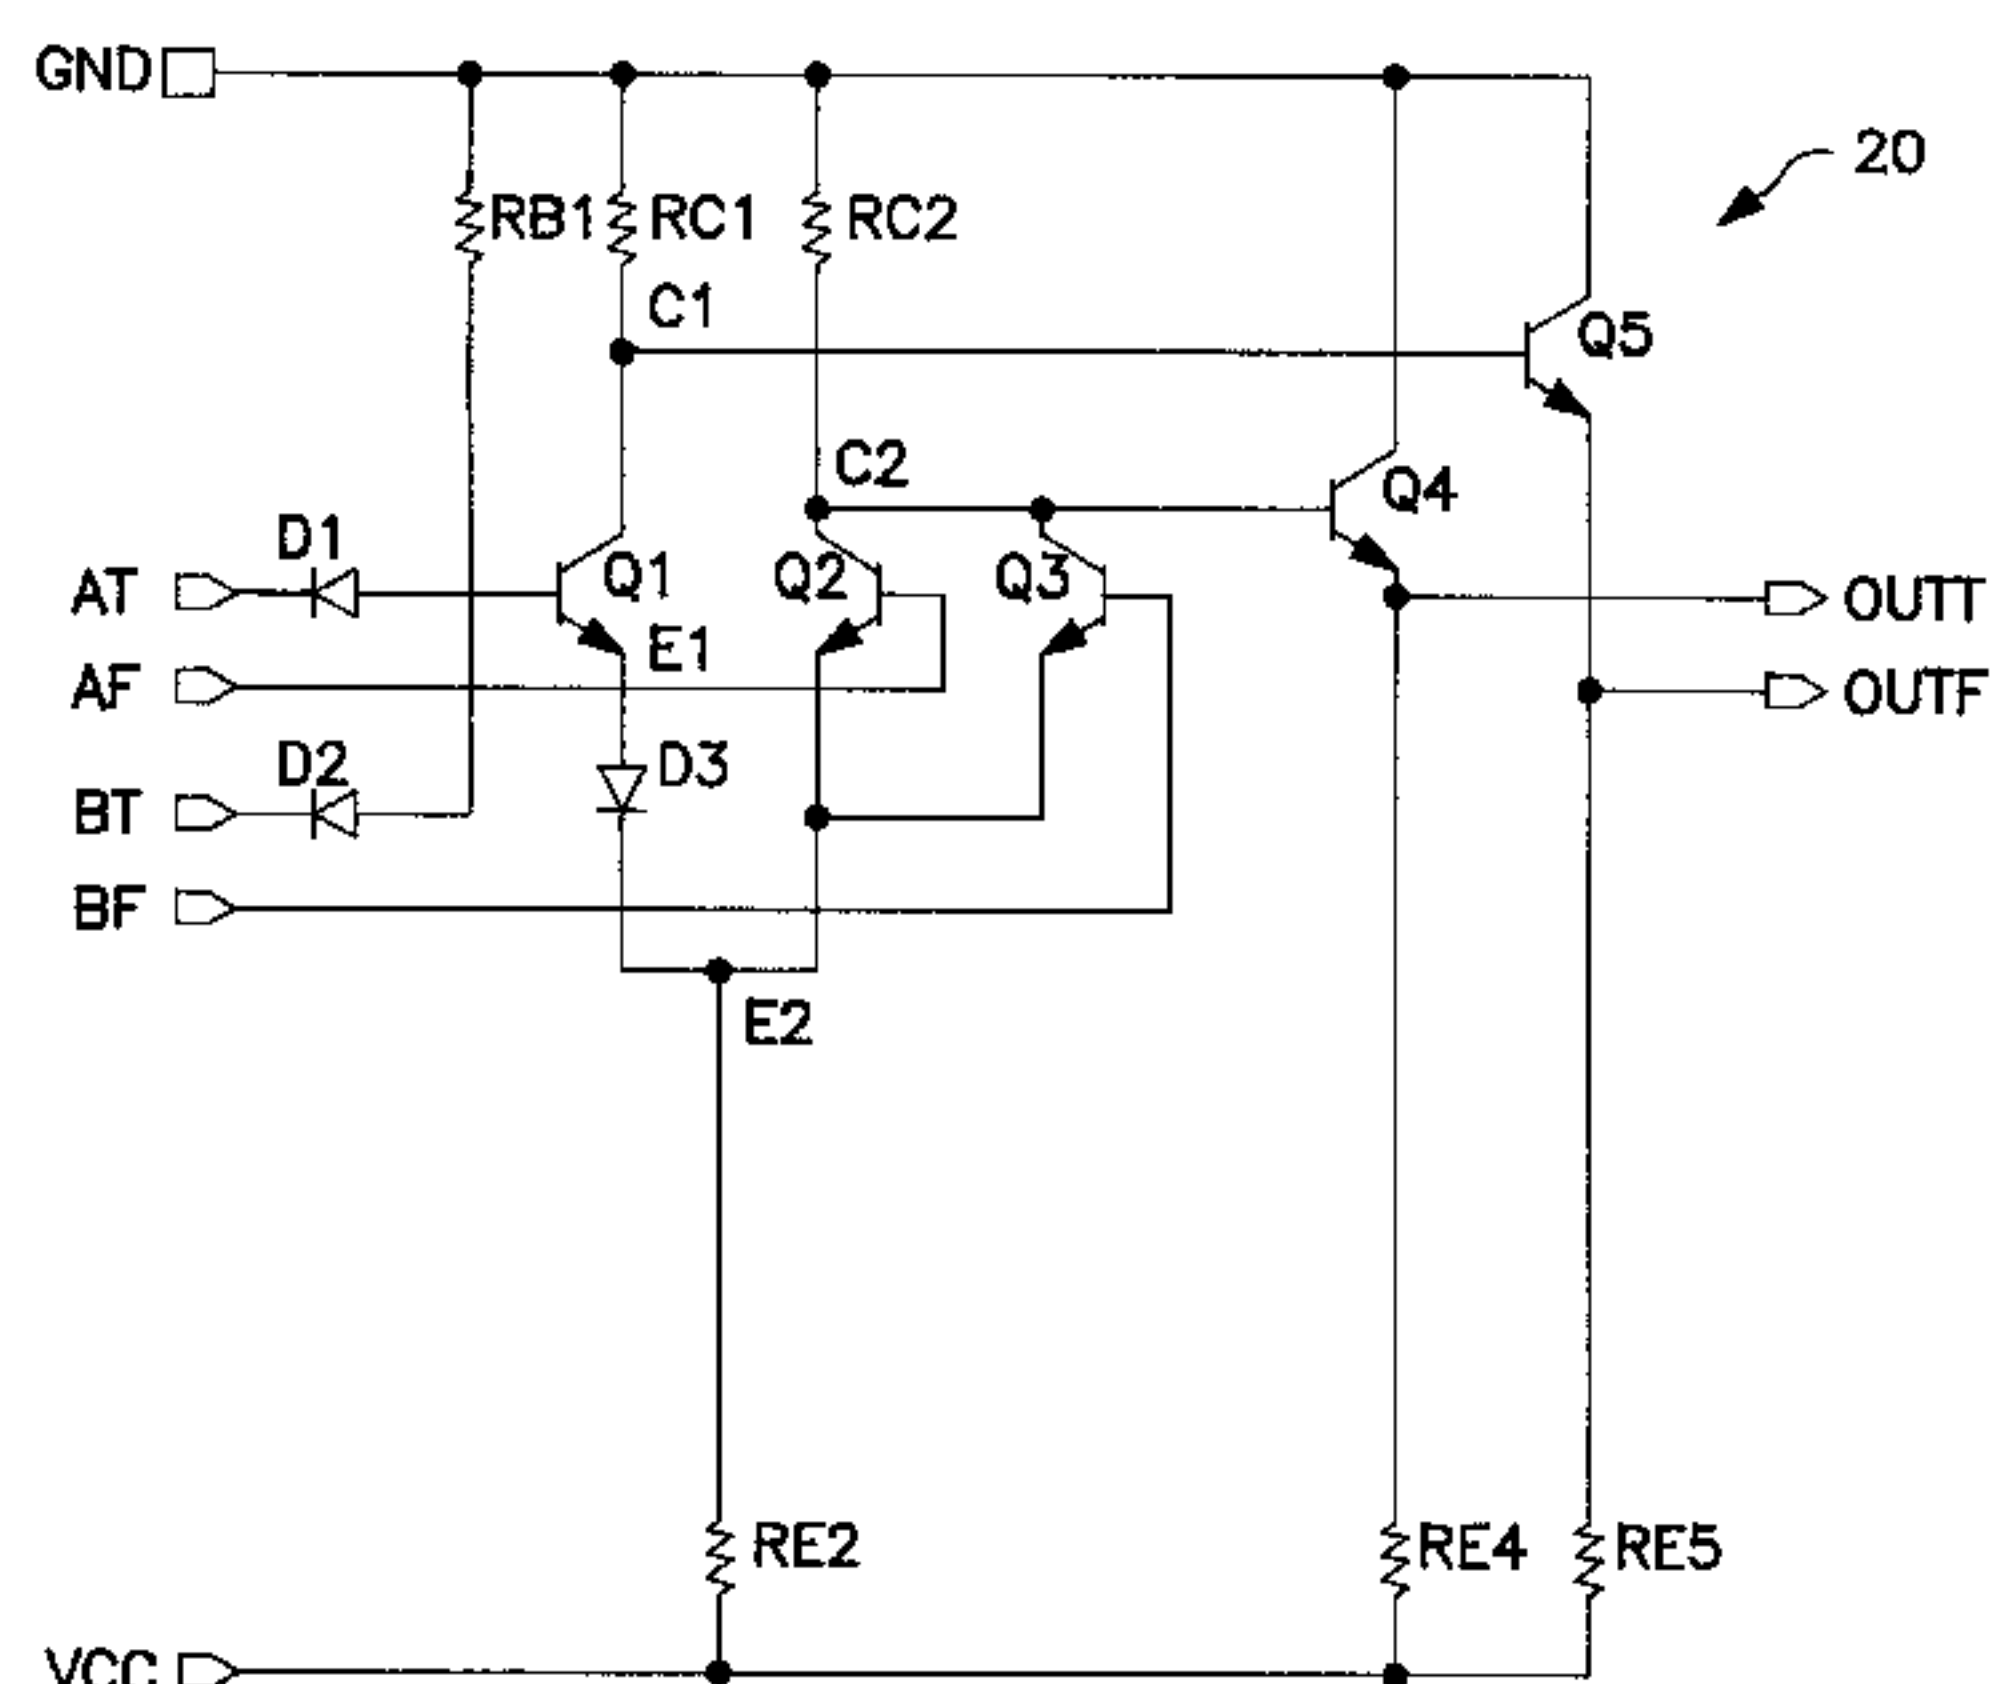 GND
20
RB1 RC1 RC2
C1
Q5
C2
Q4
D1
AT Q1 Q2 Q3 OUTT
E1
AF OUTF
D2 D3
BT
BF
E2
RE2 RE4 RE5
VCC